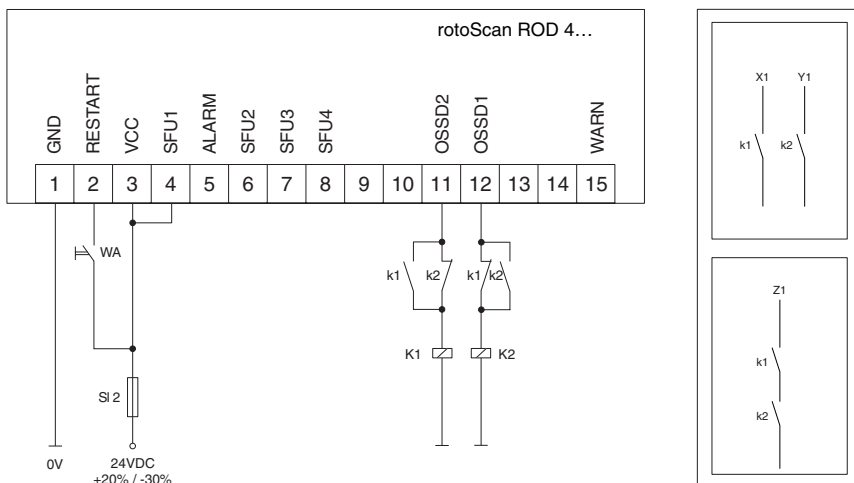 rotoScan ROD 4…
GND
RESTART
VCC
SFU1
ALARM
SFU2
SFU3
SFU4
OSSD2
OSSD1
WARN
1 2 3 4 5 6 7 8 9 10 11 12 13 14 15
WA
k1 k2 k1 k2
K1 K2
SI 2
0V
24VDC
+20% / -30%
X1 Y1
k1 k2
Z1
k1
k2